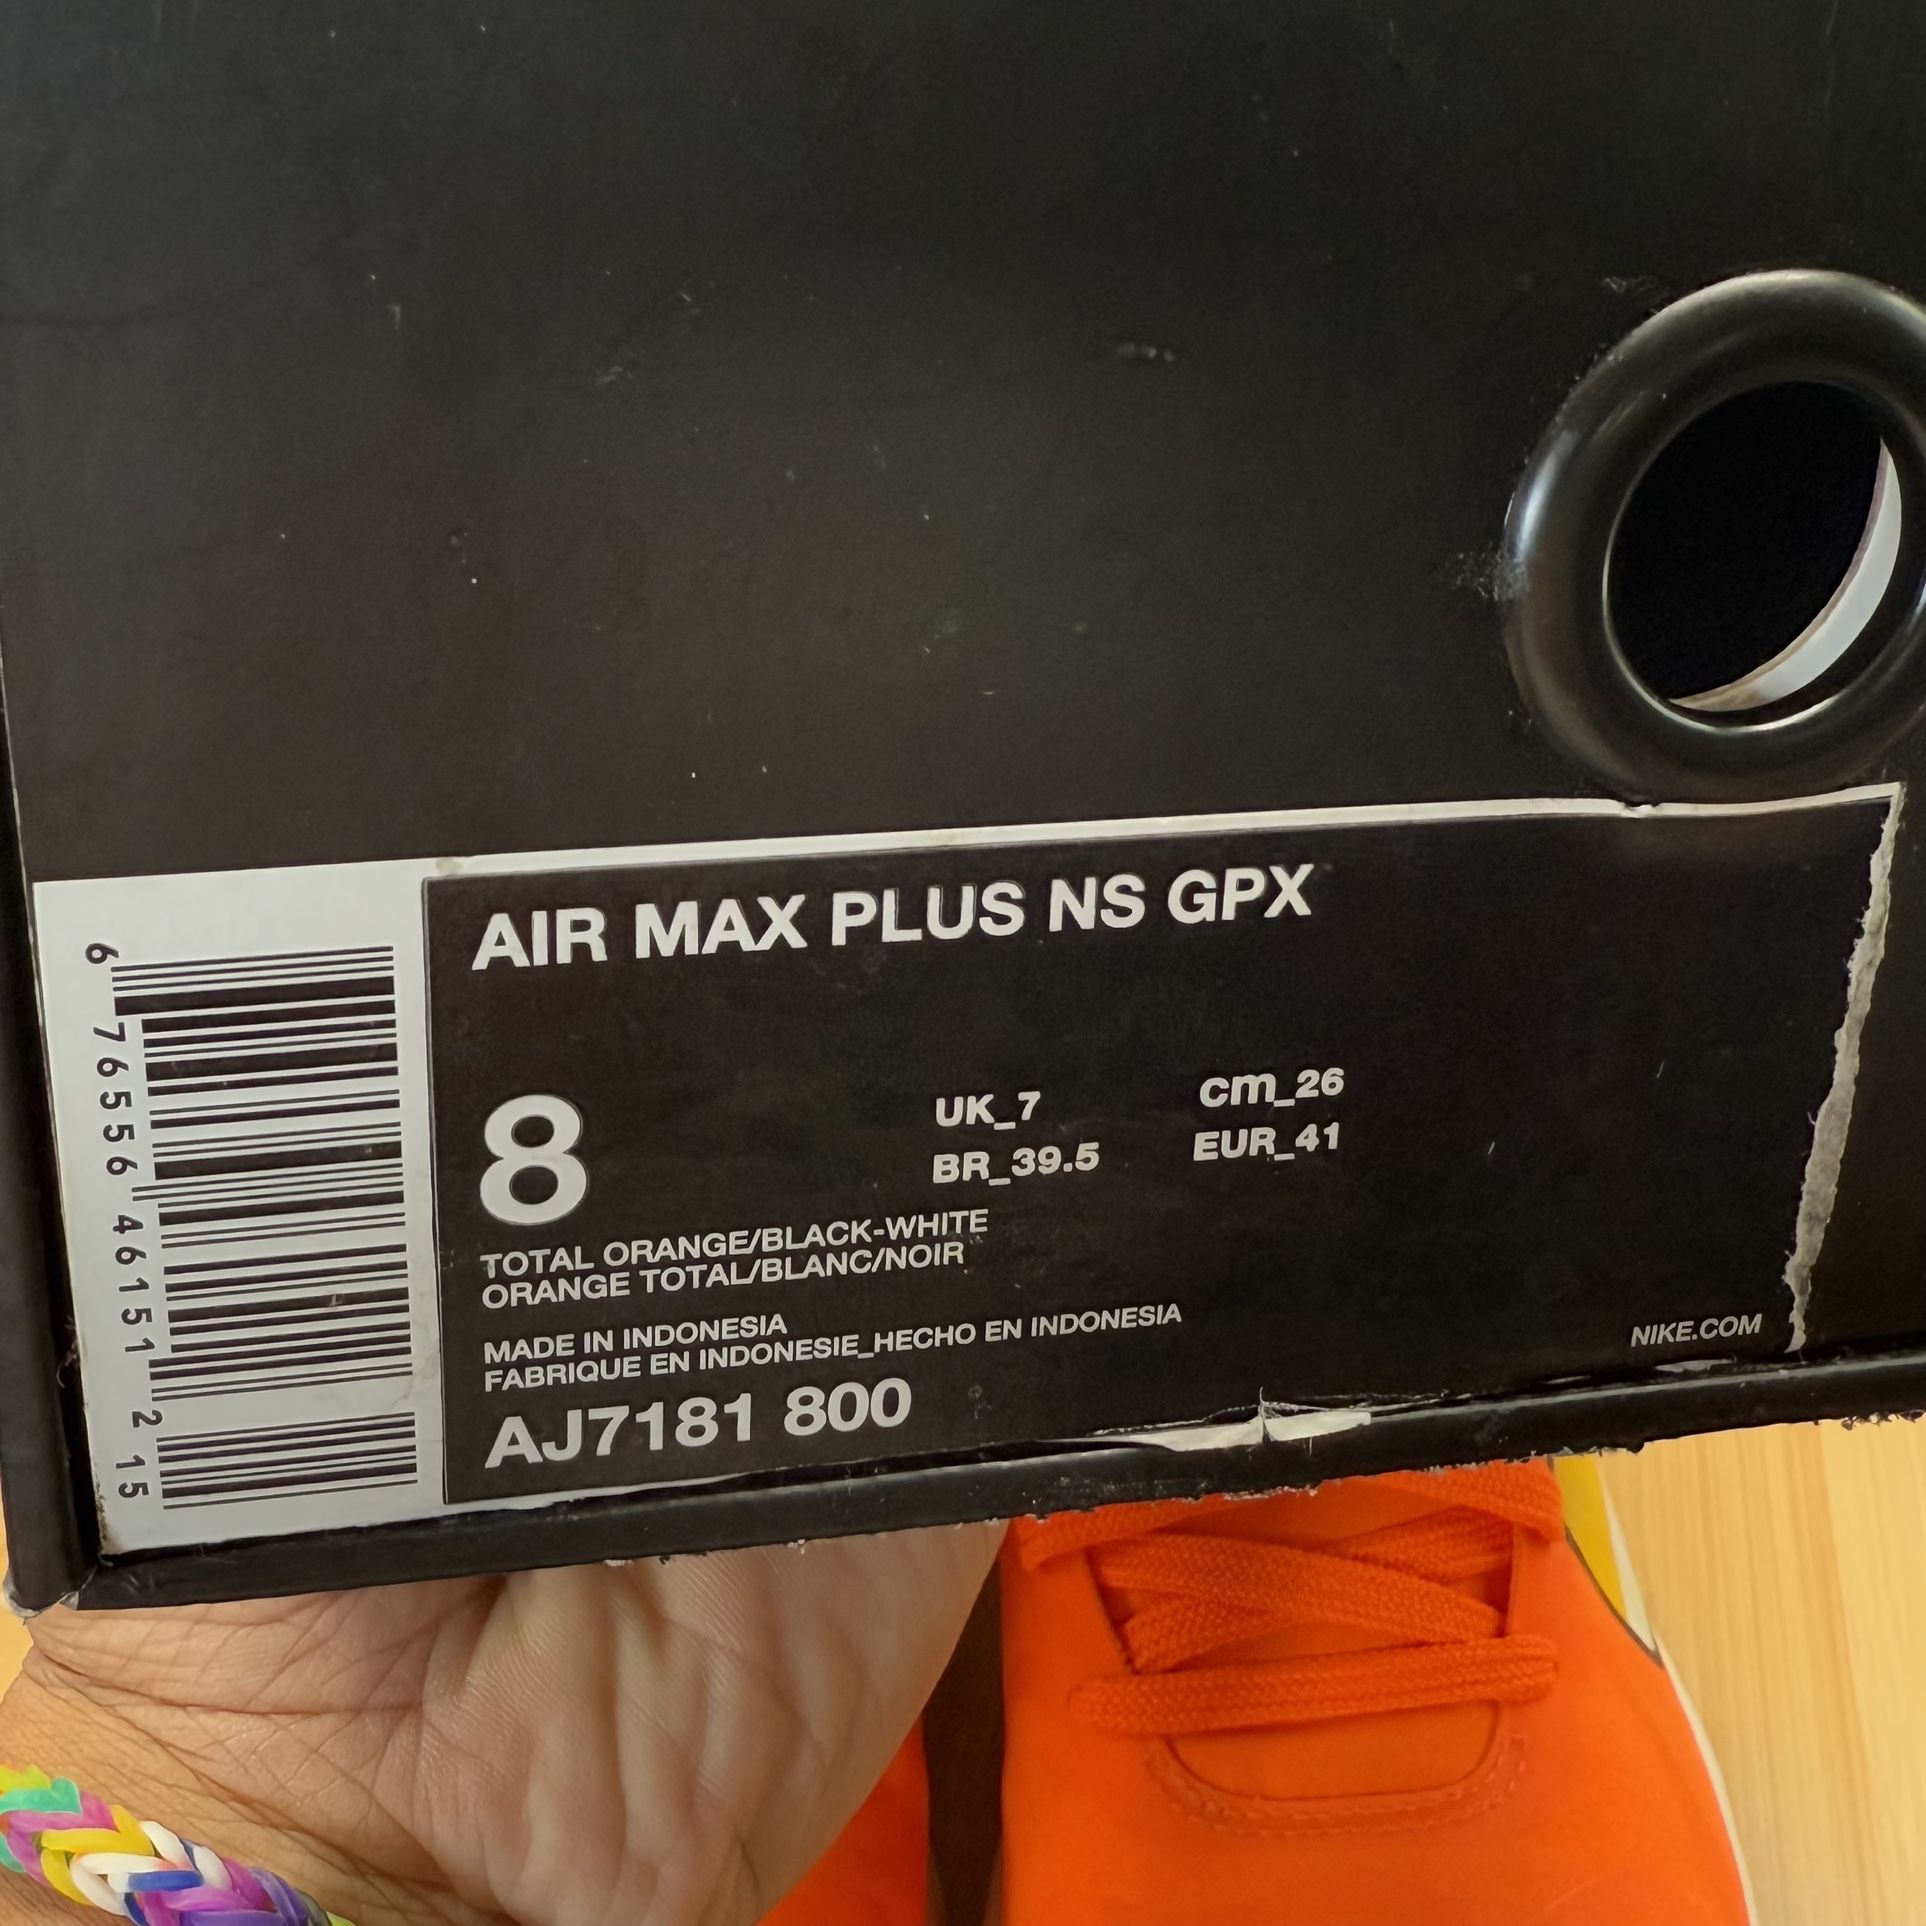 AIR MAX PLUS NS GPX
8
UK_7
cm_26
BR_39.5
EUR_41
TOTAL ORANGE/BLACK-WHITE
ORANGE TOTAL/BLANC/NOIR
MADE IN INDONESIA
FABRIQUE EN INDONESIE_HECHO EN INDONESIA
AJ7181 800
NIKE.COM
6 76556 46151 2 15